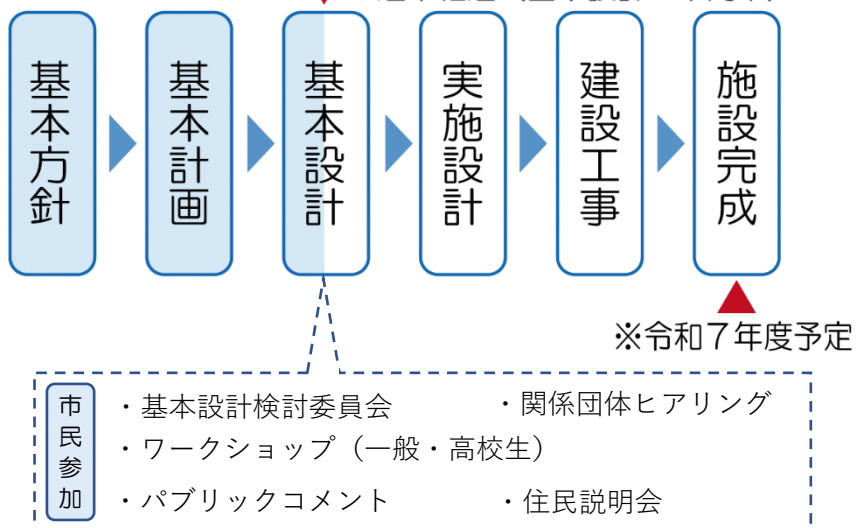 基本方針
基本計画
基本設計
実施設計
建設工事
施設完成
※令和7年度予定
市民参加
・基本設計検討委員会
・関係団体ヒアリング
・ワークショップ（一般・高校生）
・パブリックコメント
・住民説明会